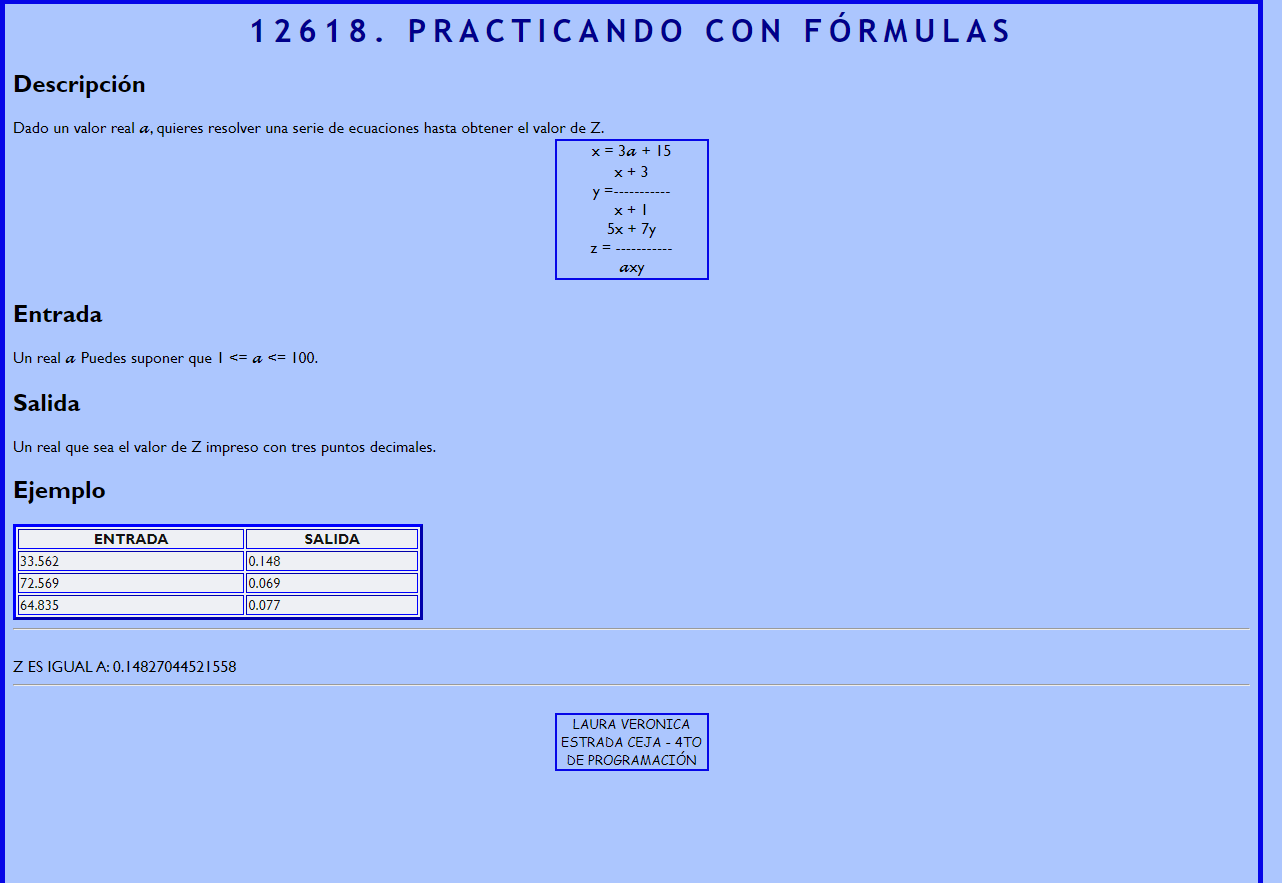 12618. PRACTICANDO CON FÓRMULAS
Descripción
Dado un valor real a, quieres resolver una serie de ecuaciones hasta obtener el valor de Z.
x = 3a + 15
x + 3
y =-----------
x + 1
5x + 7y
z = -----------
axy
Entrada
Un real a Puedes suponer que 1 <= a <= 100.
Salida
Un real que sea el valor de Z impreso con tres puntos decimales.
Ejemplo
ENTRADA SALIDA
33.562 0.148
72.569 0.069
64.835 0.077
Z ES IGUAL A: 0.14827044521558
LAURA VERONICA
ESTRADA CEJA - 4TO
DE PROGRAMACIÓN